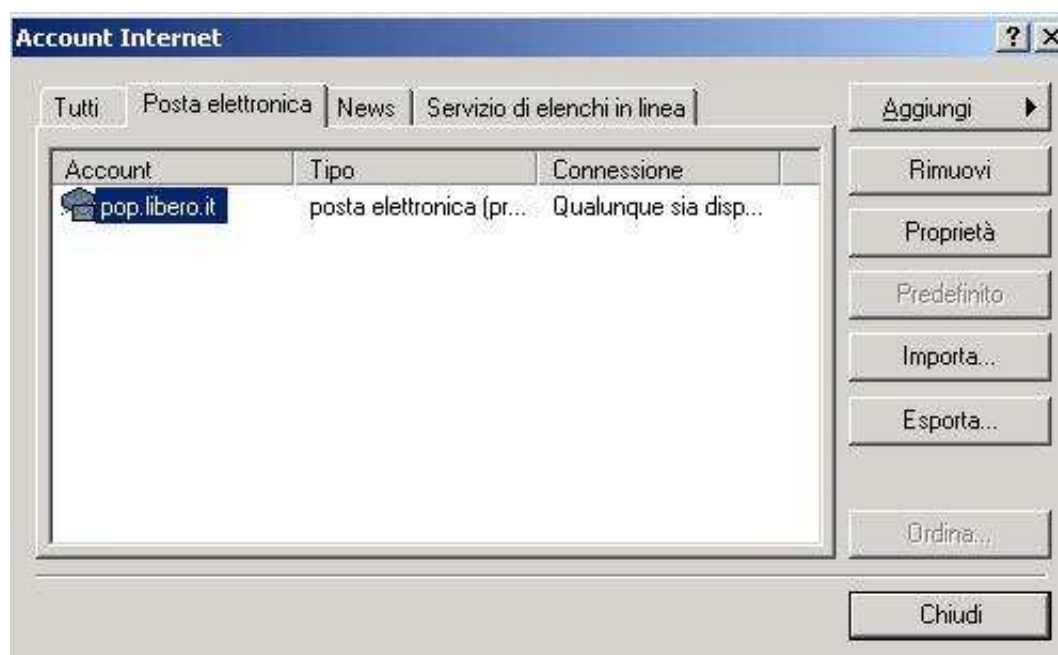 Account Internet
Tutti
Posta elettronica
News
Servizio di elenchi in linea
Account Tipo Connessione
pop.libero.it posta elettronica (pr... Qualunque sia disp...
Aggiungi
Rimuovi
Proprietà
Predefinito
Importa...
Esporta...
Ordina...
Chiudi